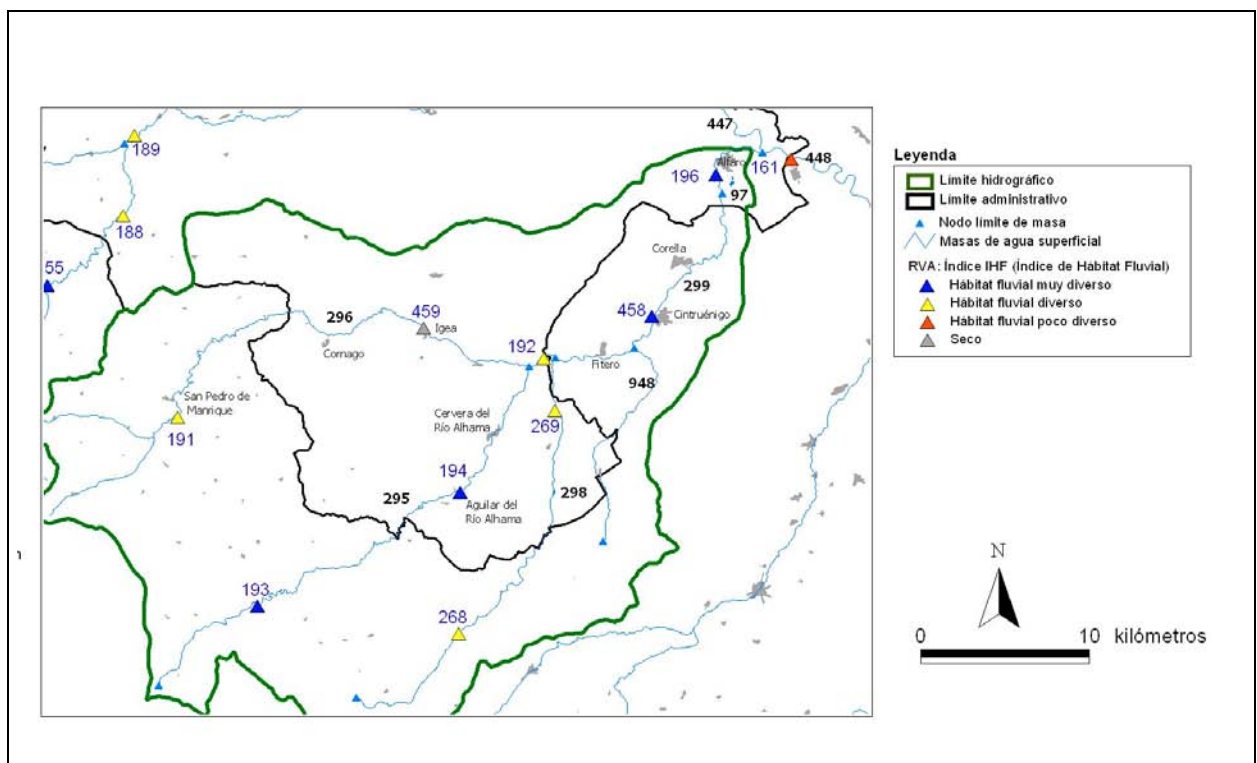 447
189
161
448
Alfaro
196
97
188
Corella
55
299
459
458
Cintruénigo
296
Igea
192
Cornago
Fitero
948
San Pedro de
Manrique
Cervera del
Río Alhama
269
191
194
295
298
Aguilar del
Río Alhama
193
268
Leyenda
Límite hidrográfico
Límite administrativo
Nodo límite de masa
Masas de agua superficial
RVA: Índice IHF (Índice de Hábitat Fluvial)
Hábitat fluvial muy diverso
Hábitat fluvial diverso
Hábitat fluvial poco diverso
Seco
N
0 10 kilómetros